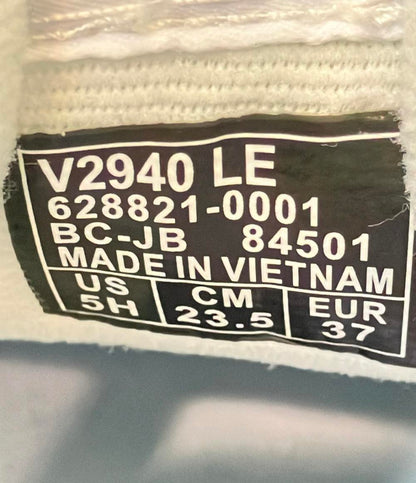 V2940 LE
628821-0001
BC-JB 84501
MADE IN VIETNAM
US CM EUR
5H 23.5 37